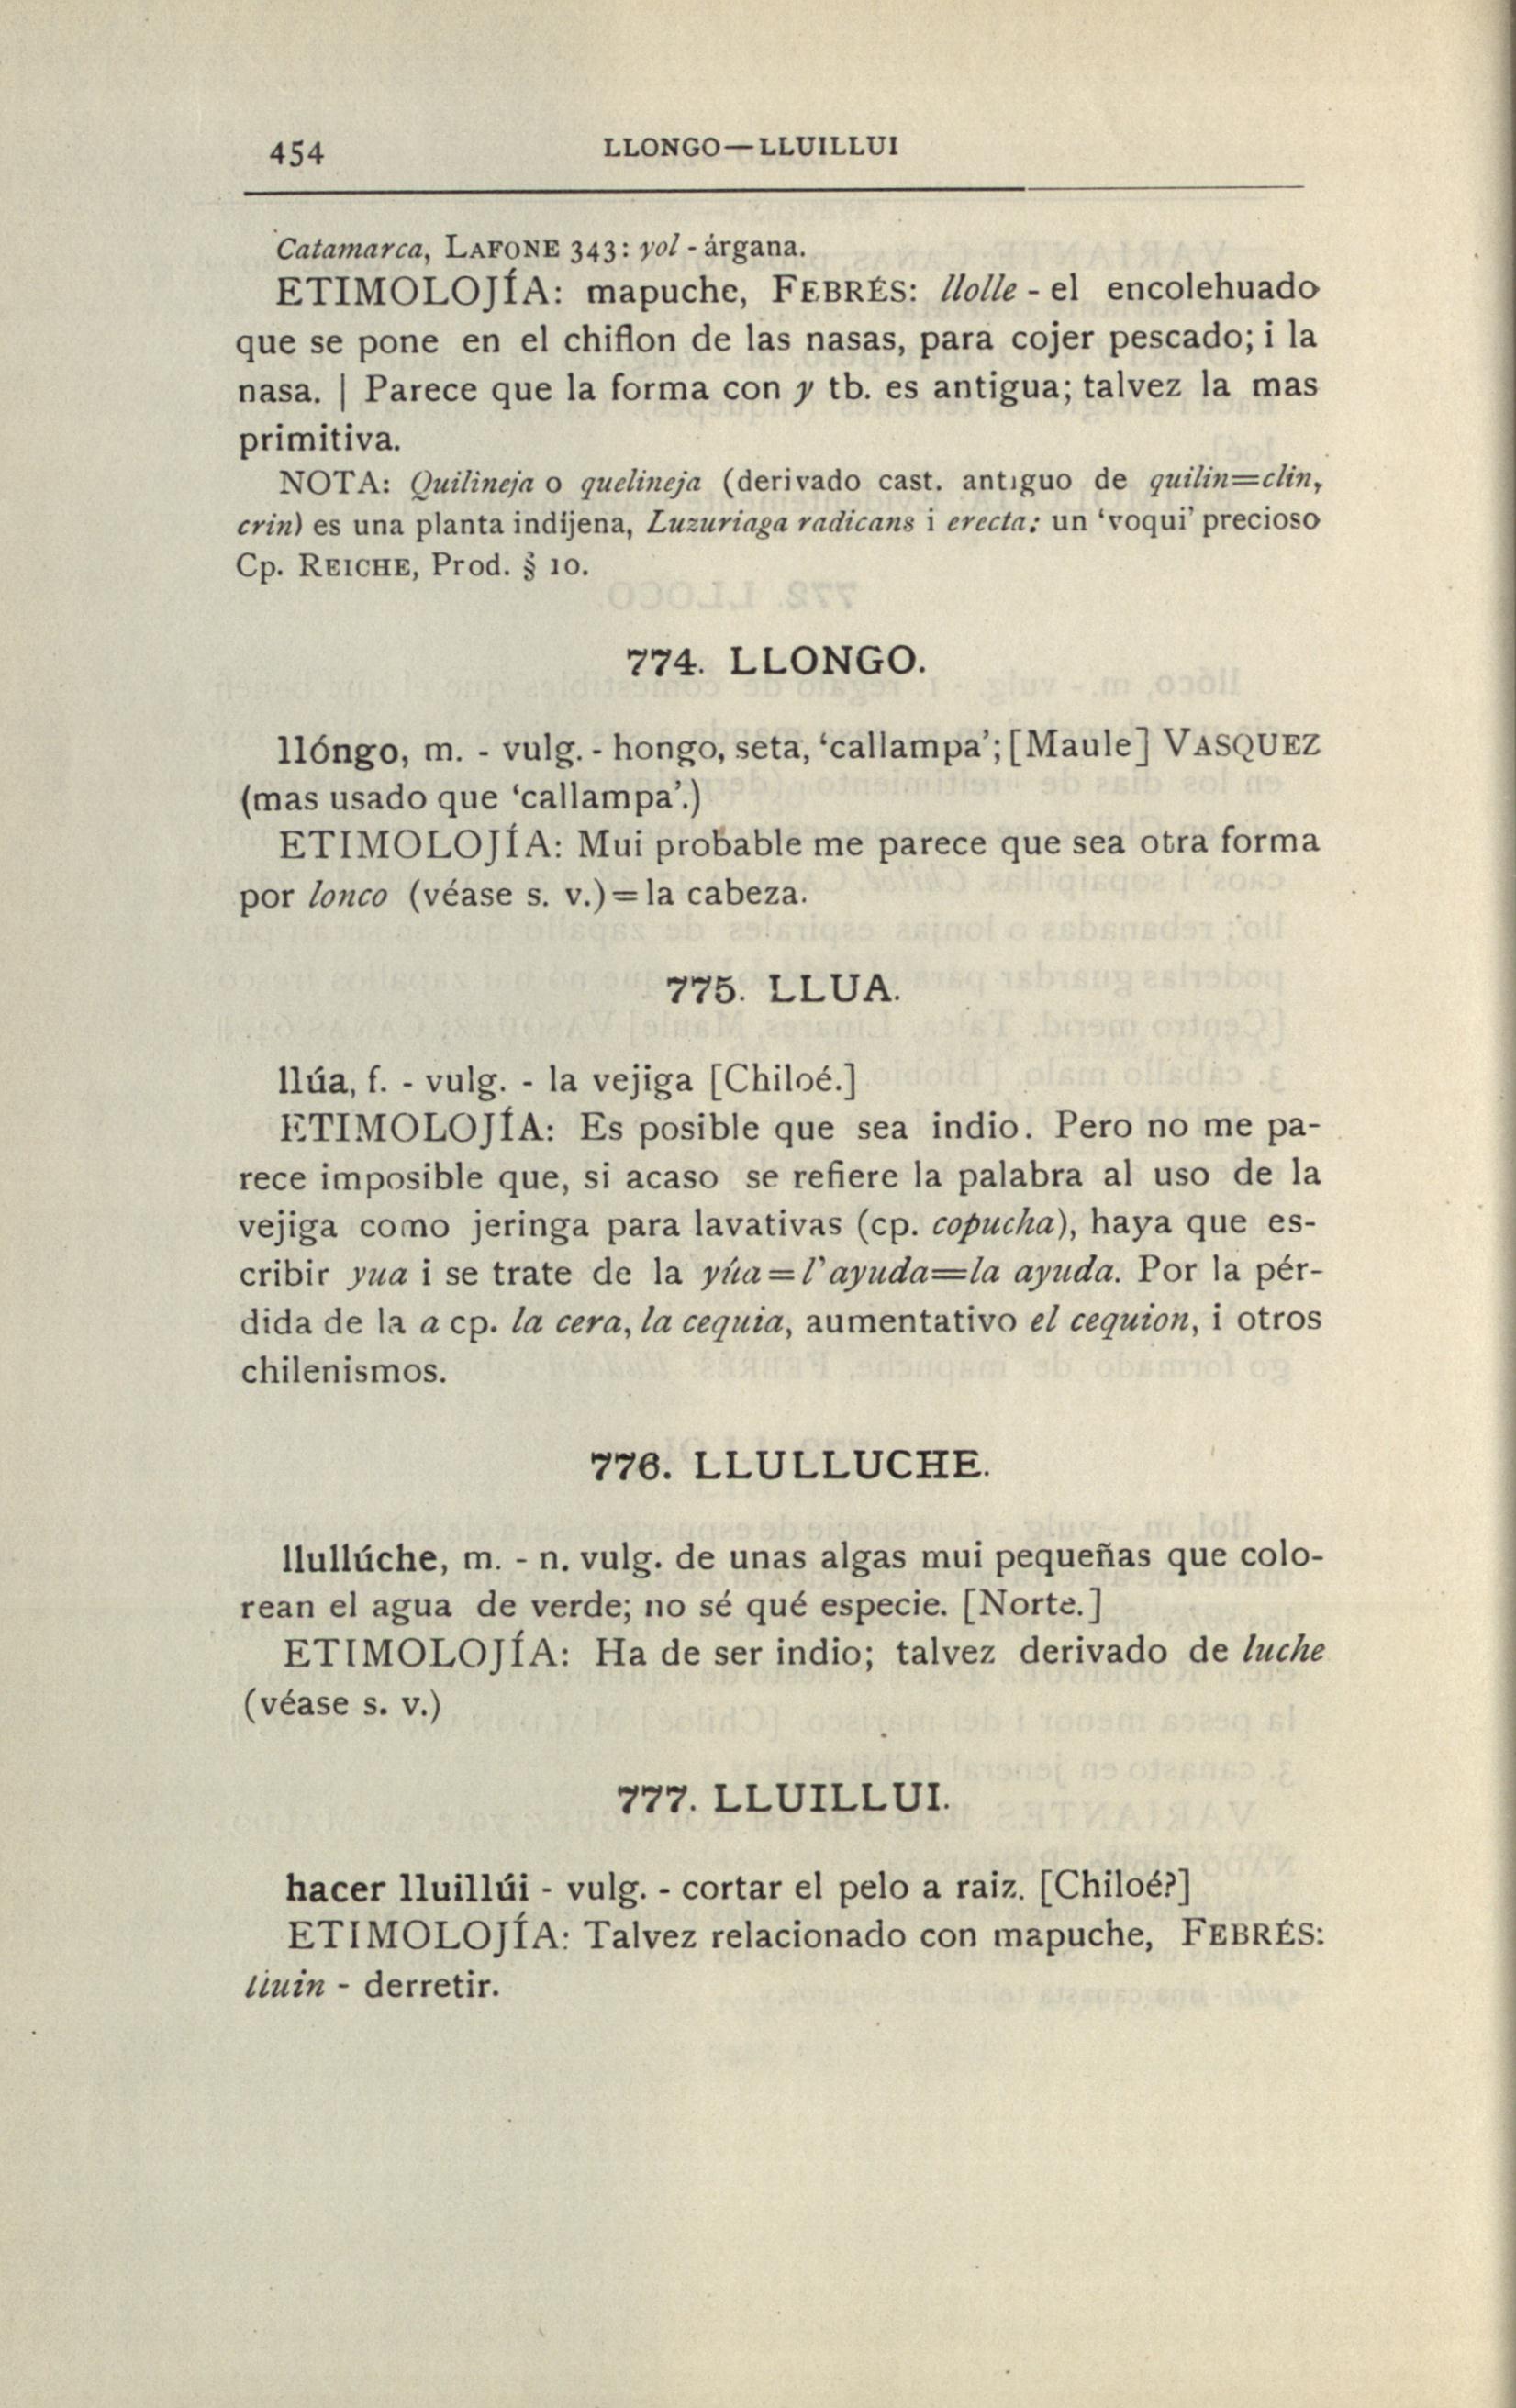 454
LLONGO—LLUILLUI
Catamarca, LAFONE 343: yol - árgana.
ETIMOLOJÍA: mapuche, FEBRÉS: llolle - el encolehuado
que se pone en el chiflon de las nasas, para cojer pescado; i la
nasa. | Parece que la forma con y tb. es antigua; talvez la mas
primitiva.
NOTA: Quilineja o quelineja (derivado cast. antiguo de quilin=clin,
crin) es una planta indíjena, Luzuriaga radicans i erecta: un ‘voqui’ precioso
Cp. REICHE, Prod. § 10.
774. LLONGO.
llóngo, m. - vulg. - hongo, seta, ‘callampa’; [Maule] VASQUEZ
(mas usado que ‘callampa’.)
ETIMOLOJÍA: Mui probable me parece que sea otra forma
por lonco (véase s. v.) = la cabeza.
775. LLUA.
llúa, f. - vulg. - la vejiga [Chiloé.]
ETIMOLOJÍA: Es posible que sea indio. Pero no me pa-
rece imposible que, si acaso se refiere la palabra al uso de la
vejiga como jeringa para lavativas (cp. copucha), haya que es-
cribir yua i se trate de la yúa = l’ayuda=la ayuda. Por la pér-
dida de la a cp. la cera, la cequia, aumentativo el cequion, i otros
chilenismos.
776. LLULLUCHE.
llullúche, m. - n. vulg. de unas algas mui pequeñas que colo-
rean el agua de verde; no sé qué especie. [Norte.]
ETIMOLOJÍA: Ha de ser indio; talvez derivado de luche
(véase s. v.)
777. LLUILLUI.
hacer lluillúi - vulg. - cortar el pelo a raiz. [Chiloé?]
ETIMOLOJÍA: Talvez relacionado con mapuche, FEBRÉS:
lluin - derretir.